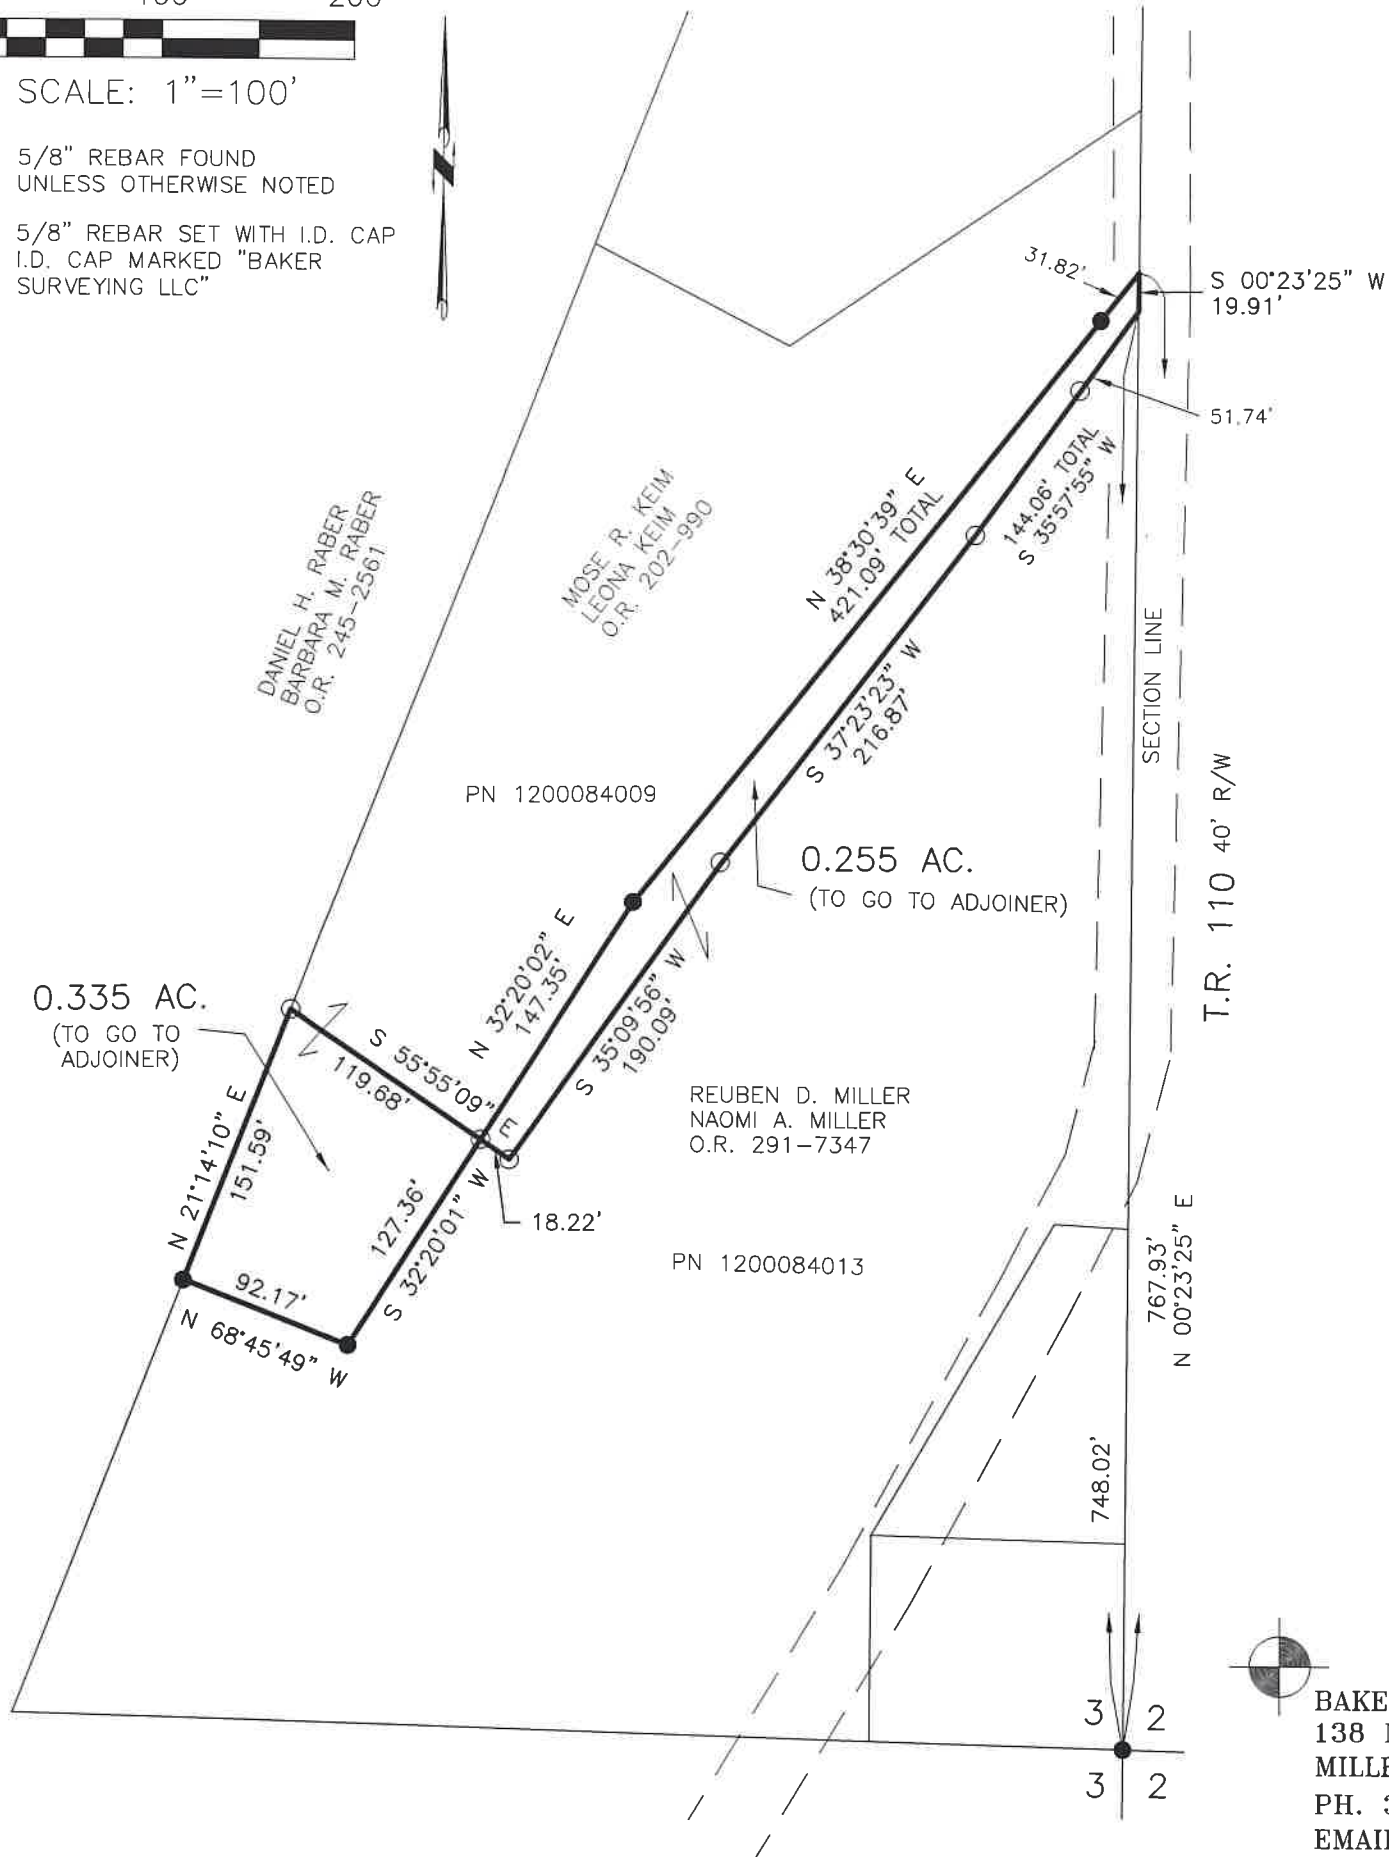 SCALE: 1"=100'
5/8" REBAR FOUND
UNLESS OTHERWISE NOTED
5/8" REBAR SET WITH I.D. CAP
I.D. CAP MARKED "BAKER
SURVEYING LLC"
31.82'
S 00°23'25" W
19.91'
51.74'
144.06' TOTAL
S 35°57'55" W
N 38°30'39" E
421.09' TOTAL
MOSE R. KEIM
LEONA KEIM
O.R. 202-990
DANIEL H. RABER
BARBARA M. RABER
O.R. 245-2561
S 37°23'23" W
216.87'
SECTION LINE
T.R. 110 40' R/W
PN 1200084009
0.255 AC.
(TO GO TO ADJOINER)
N 32°20'02" E
147.35'
S 35°09'56" W
190.09'
0.335 AC.
(TO GO TO
ADJOINER)
S 55°55'09" E
119.68'
N 21°14'10" E
151.59'
REUBEN D. MILLER
NAOMI A. MILLER
O.R. 291-7347
127.36'
S 32°20'01" W
18.22'
PN 1200084013
92.17'
N 68°45'49" W
767.93'
N 00°23'25" E
748.02'
3 2
3 2
138
PH.